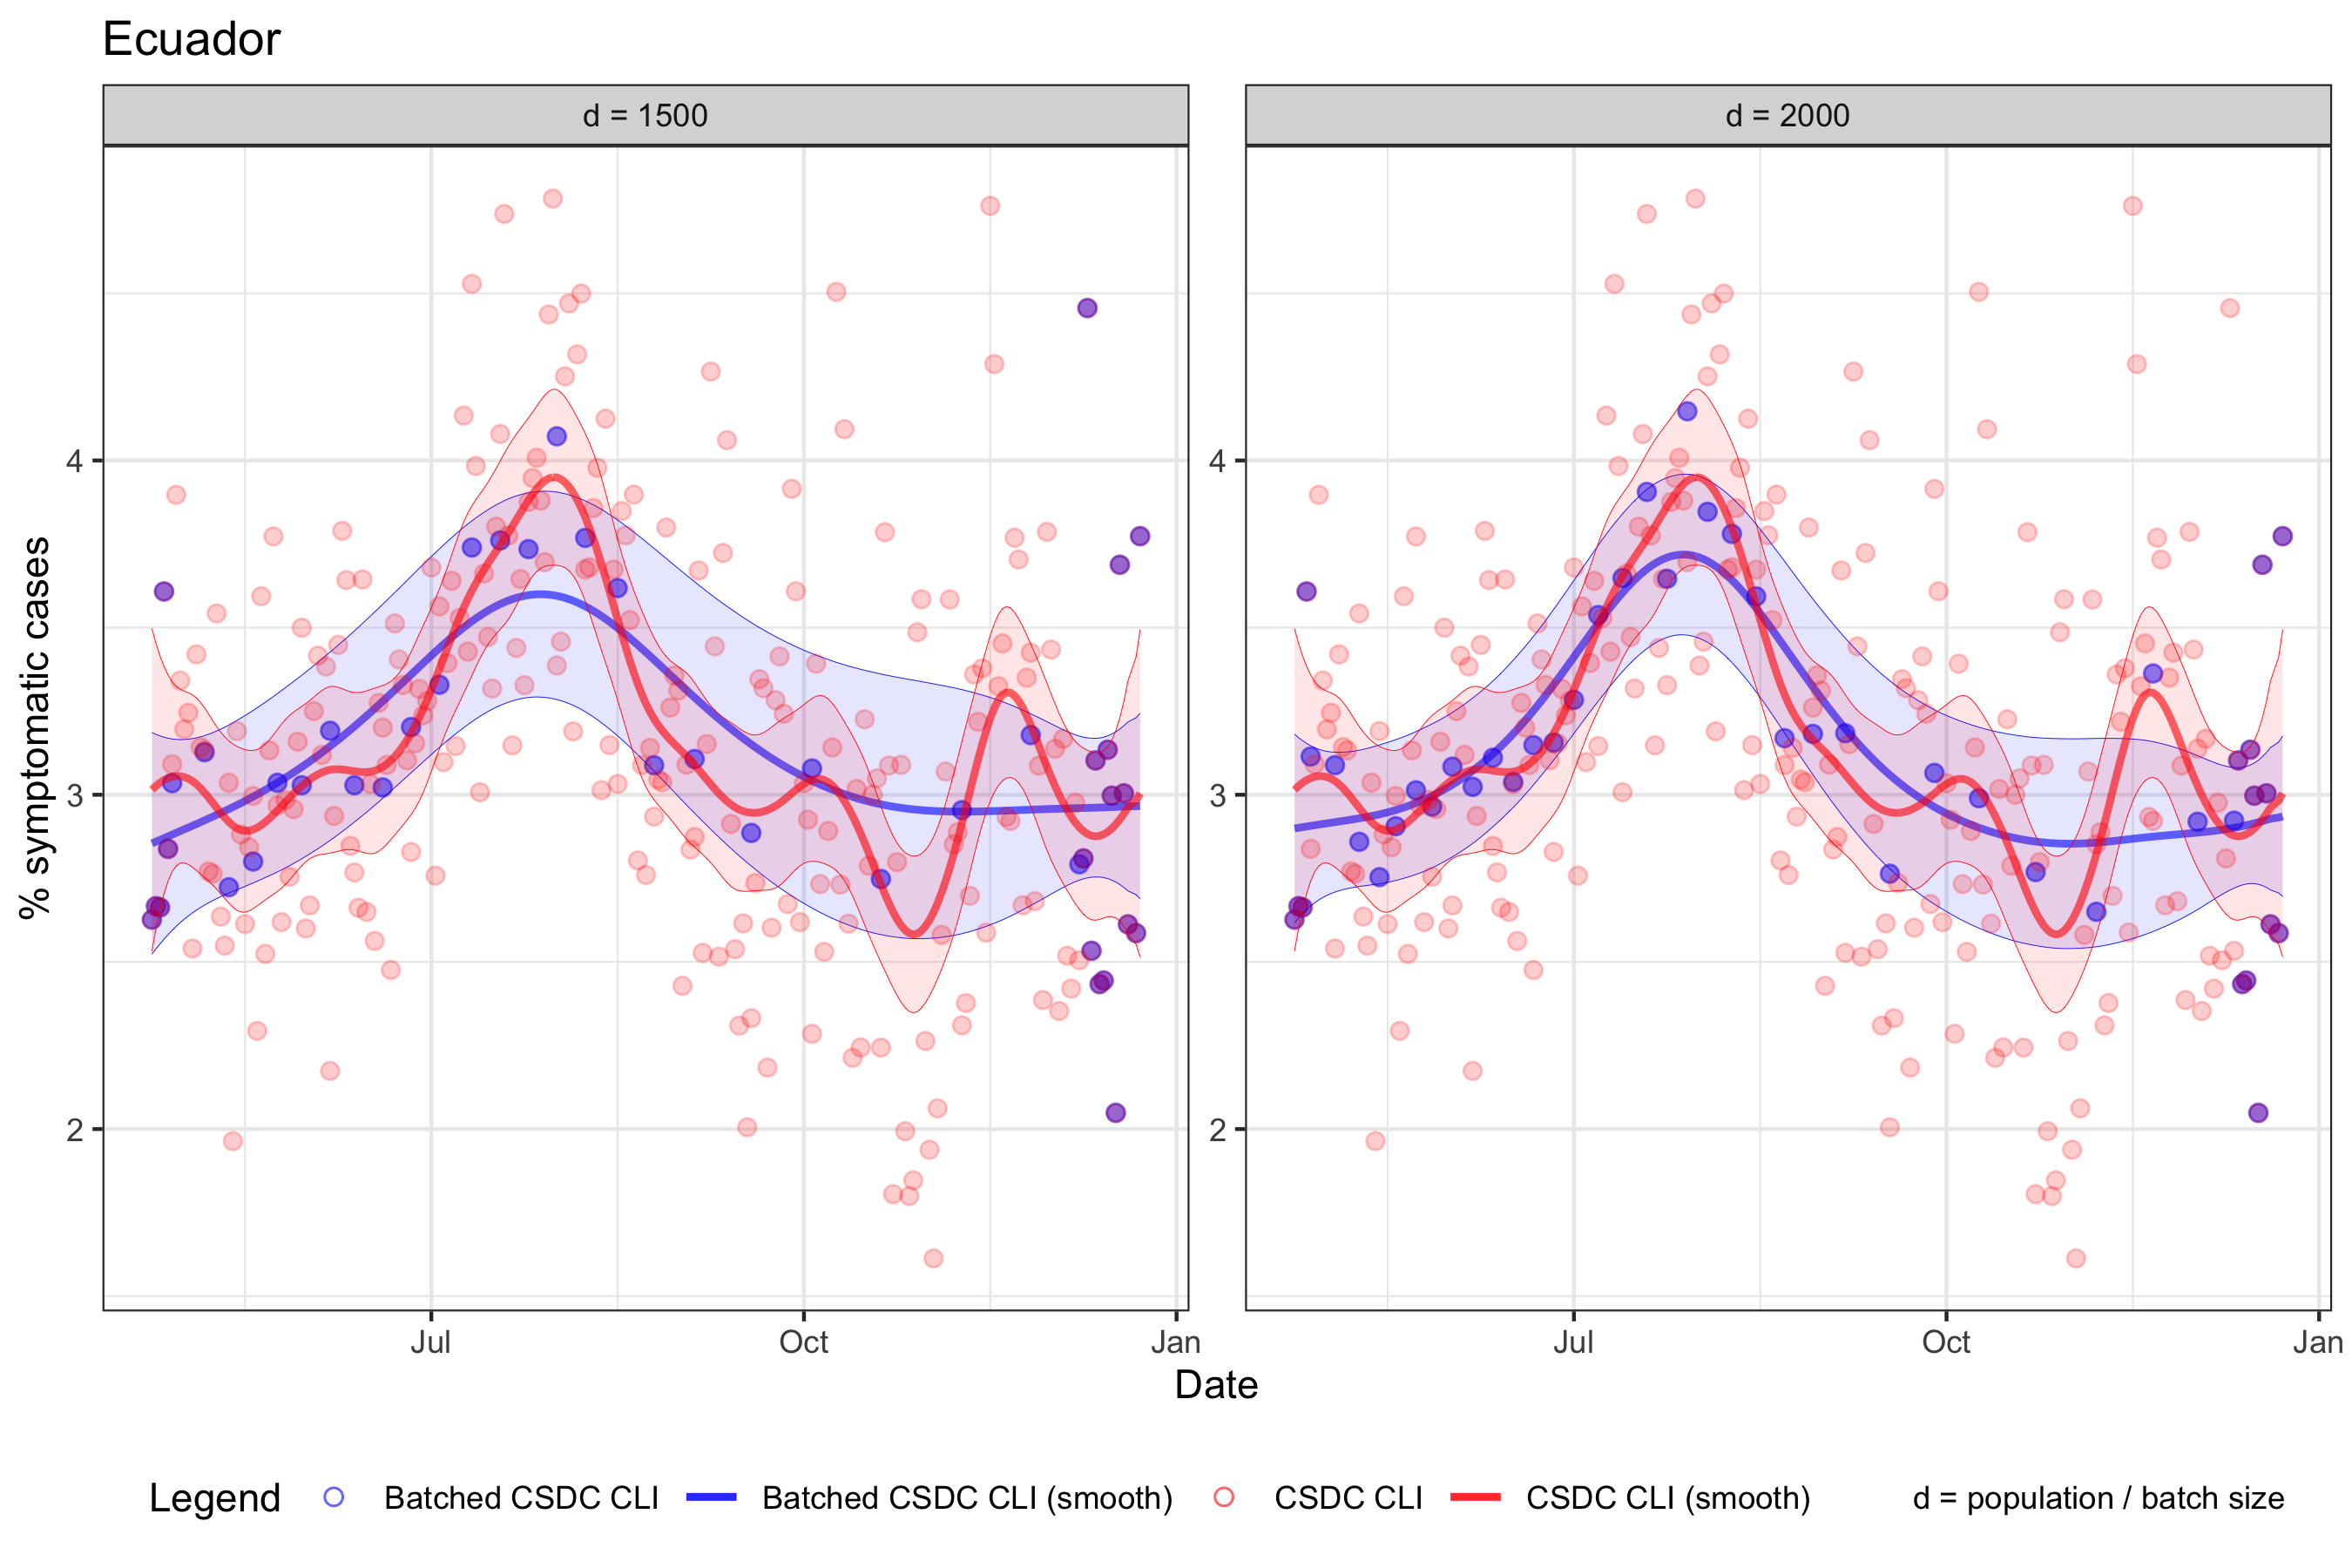 Ecuador
d = 1500
d = 2000
% symptomatic cases
4
3
2
4
3
2
Jul
Oct
Jan
Jul
Oct
Jan
Date
Legend
Batched CSDC CLI
Batched CSDC CLI (smooth)
CSDC CLI
CSDC CLI (smooth)
d = population / batch size